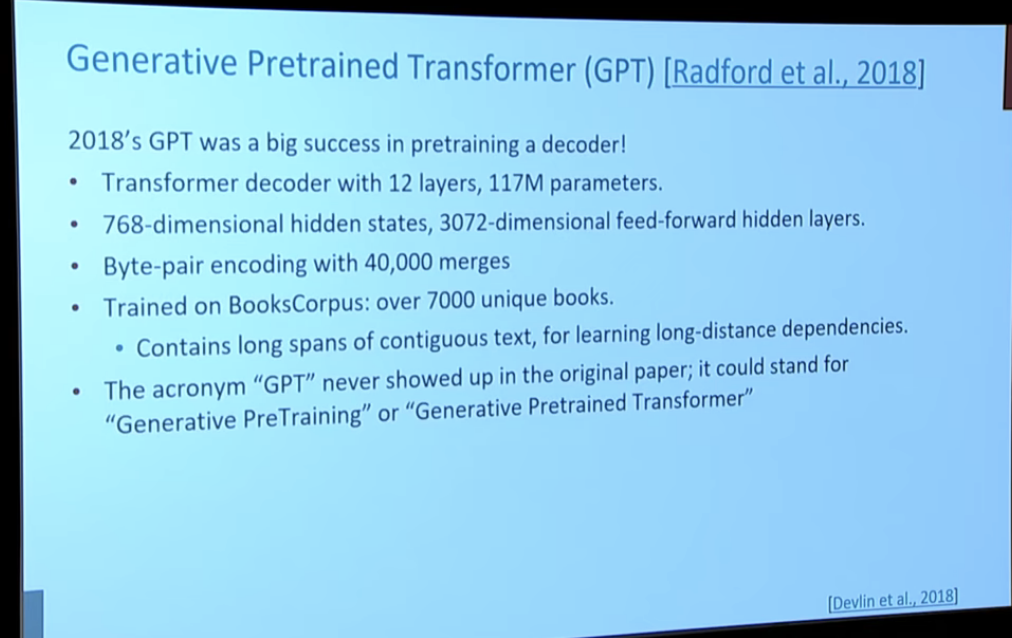 Generative Pretrained Transformer (GPT) [Radford et al., 2018]
2018's GPT was a big success in pretraining a decoder!
• Transformer decoder with 12 layers, 117M parameters.
• 768-dimensional hidden states, 3072-dimensional feed-forward hidden layers.
• Byte-pair encoding with 40,000 merges
• Trained on BooksCorpus: over 7000 unique books.
• Contains long spans of contiguous text, for learning long-distance dependencies.
• The acronym “GPT” never showed up in the original paper; it could stand for
“Generative PreTraining” or “Generative Pretrained Transformer”
[Devlin et al., 2018]